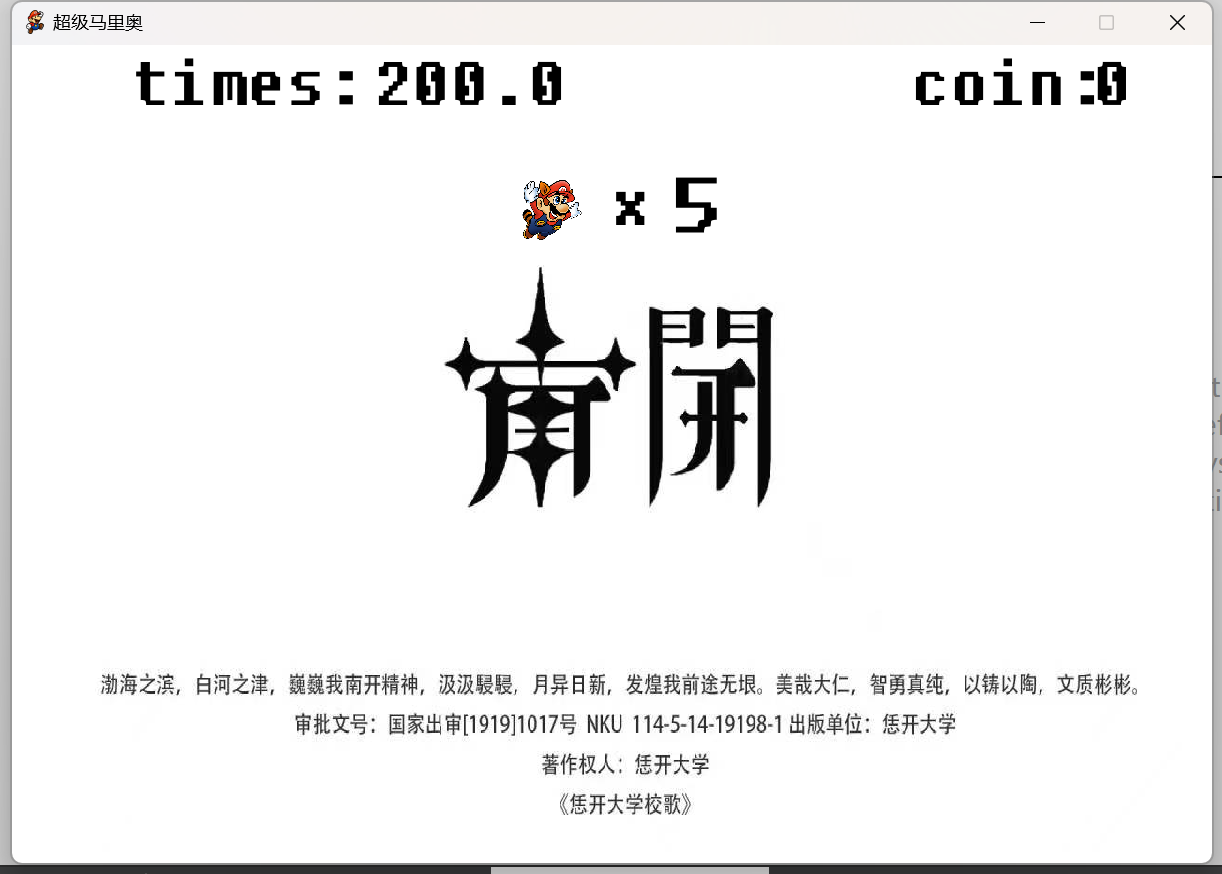 超级马里奥
times:200.0 coin:0
x 5
南開
渤海之滨，白河之津，巍巍我南开精神，汲汲骎骎，月异日新，发煌我前途无垠。美哉大仁，智勇真纯，以铸以陶，文质彬彬。
审批文号：国家出审[1919]1017号 NKU 114-5-14-19198-1 出版单位：恁开大学
著作权人：恁开大学
《恁开大学校歌》